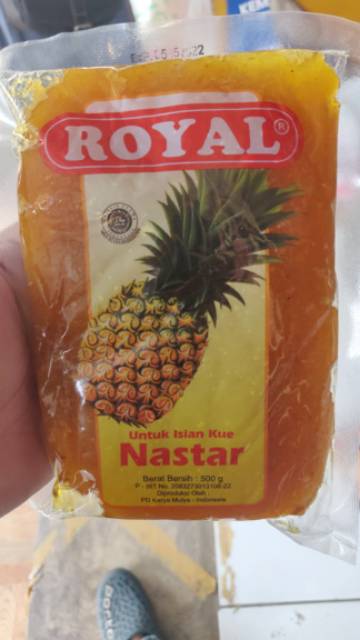 ROYAL®
Untuk Isian Kue
Nastar
Berat Bersih : 500 g
Diproduksi Oleh :
PD Karya Mulya - Indonesia